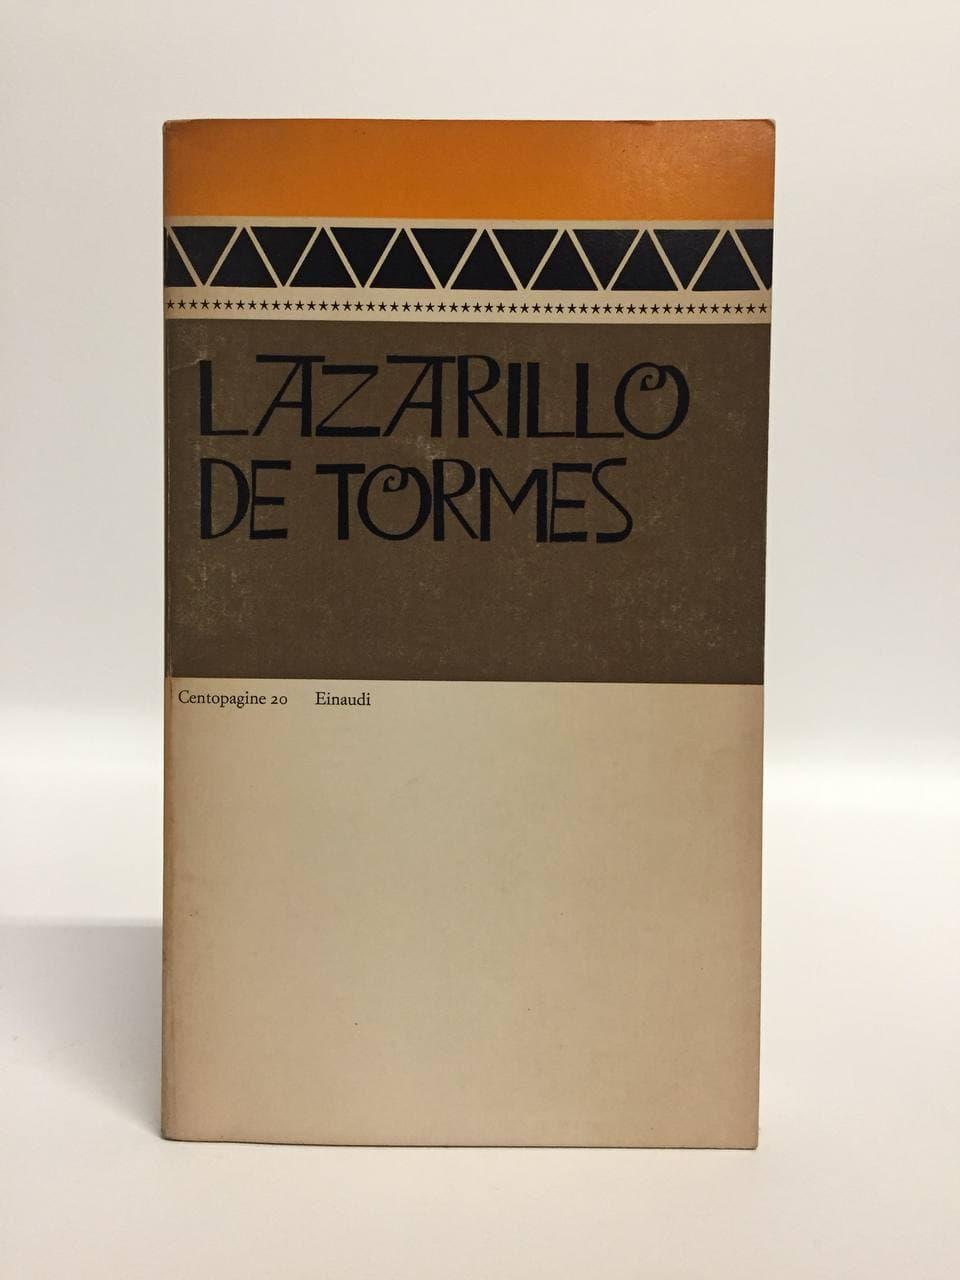 LAZARILLO
DE TORMES
Centopagine 20 Einaudi